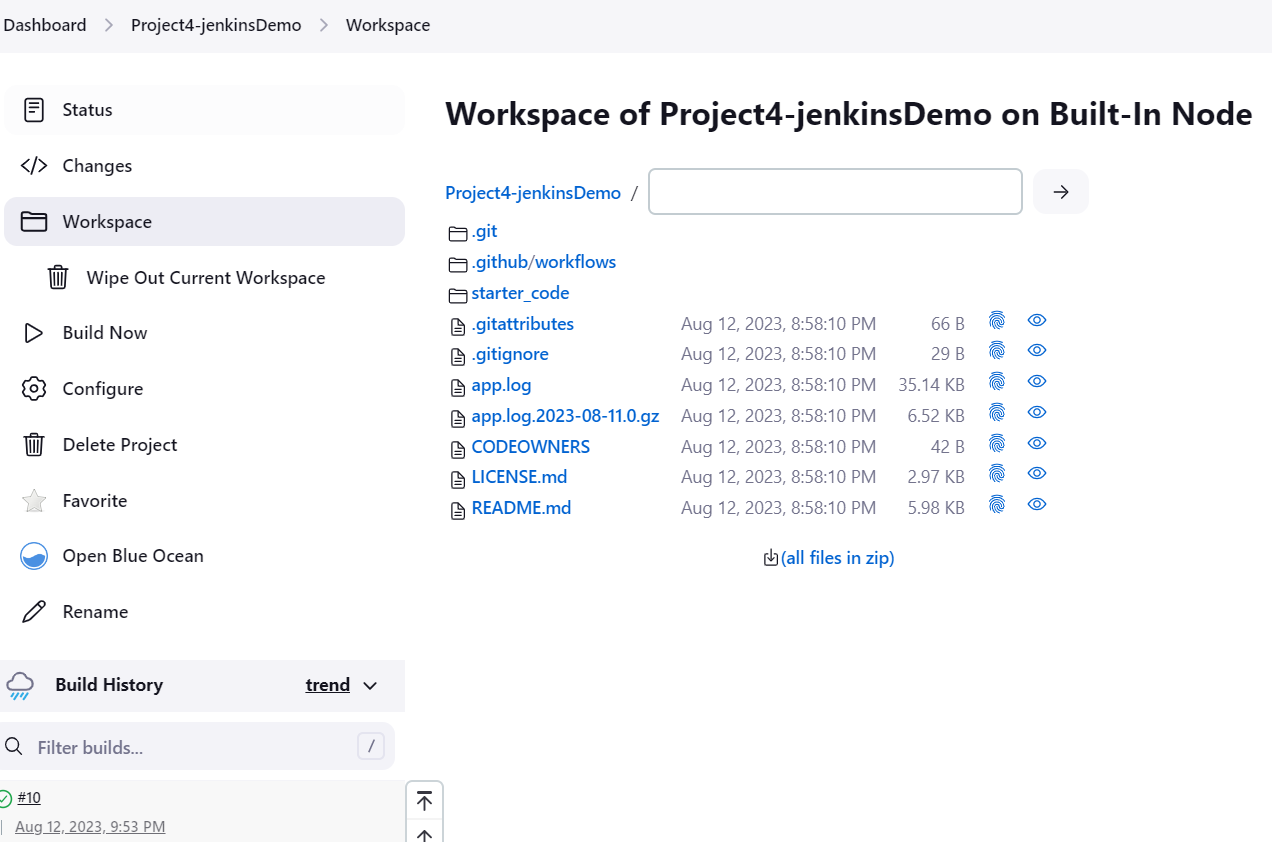 Dashboard > Project4-jenkinsDemo > Workspace
Status
Changes
Workspace
Wipe Out Current Workspace
Build Now
Configure
Delete Project
Favorite
Open Blue Ocean
Rename
Build History trend
Filter builds... /
#10
Aug 12, 2023, 9:53 PM
Workspace of Project4-jenkinsDemo on Built-In Node
Project4-jenkinsDemo /
.git
.github/workflows
starter_code
.gitattributes Aug 12, 2023, 8:58:10 PM 66 B
.gitignore Aug 12, 2023, 8:58:10 PM 29 B
app.log Aug 12, 2023, 8:58:10 PM 35.14 KB
app.log.2023-08-11.0.gz Aug 12, 2023, 8:58:10 PM 6.52 KB
CODEOWNERS Aug 12, 2023, 8:58:10 PM 42 B
LICENSE.md Aug 12, 2023, 8:58:10 PM 2.97 KB
README.md Aug 12, 2023, 8:58:10 PM 5.98 KB
(all files in zip)